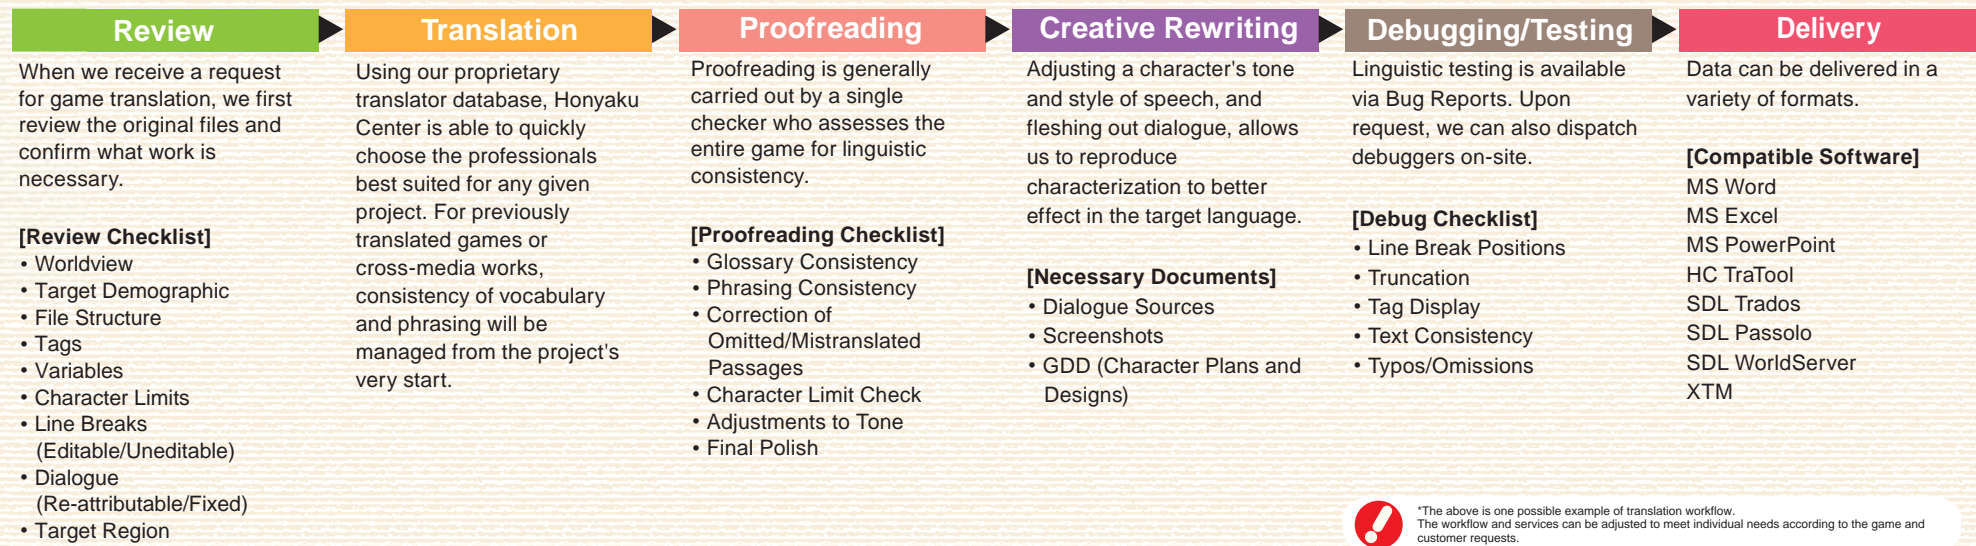 Review
When we receive a request
for game translation, we first
review the original files and
confirm what work is
necessary.
[Review Checklist]
• Worldview
• Target Demographic
• File Structure
• Tags
• Variables
• Character Limits
• Line Breaks
(Editable/Uneditable)
• Dialogue
(Re-attributable/Fixed)
• Target Region
Translation
Using our proprietary
translator database, Honyaku
Center is able to quickly
choose the professionals
best suited for any given
project. For previously
translated games or
cross-media works,
consistency of vocabulary
and phrasing will be
managed from the project's
very start.
Proofreading
Proofreading is generally
carried out by a single
checker who assesses the
entire game for linguistic
consistency.
[Proofreading Checklist]
• Glossary Consistency
• Phrasing Consistency
• Correction of
Omitted/Mistranslated
Passages
• Character Limit Check
• Adjustments to Tone
• Final Polish
Creative Rewriting
Adjusting a character's tone
and style of speech, and
fleshing out dialogue, allows
us to reproduce
characterization to better
effect in the target language.
[Necessary Documents]
• Dialogue Sources
• Screenshots
• GDD (Character Plans and
Designs)
Debugging/Testing
Linguistic testing is available
via Bug Reports. Upon
request, we can also dispatch
debuggers on-site.
[Debug Checklist]
• Line Break Positions
• Truncation
• Tag Display
• Text Consistency
• Typos/Omissions
Delivery
Data can be delivered in a
variety of formats.
[Compatible Software]
MS Word
MS Excel
MS PowerPoint
HC TraTool
SDL Trados
SDL Passolo
SDL WorldServer
XTM
*The above is one possible example of translation workflow.
The workflow and services can be adjusted to meet individual needs according to the game and
customer requests.